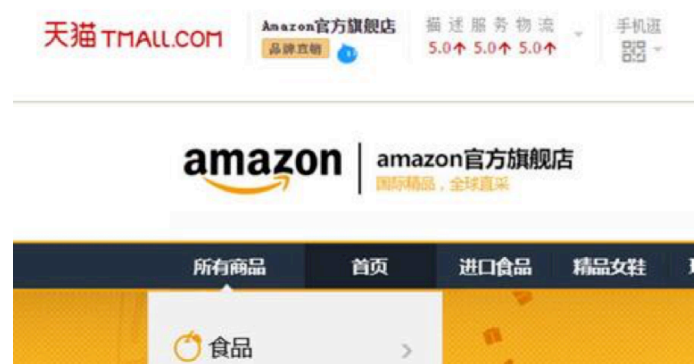 天猫 TMALL.COM
Amazon官方旗舰店
品牌直销
描述 服务 物流
5.0↑ 5.0↑ 5.0↑
手机逛
amazon
amazon官方旗舰店
国际精品，全球直采
所有商品 首页 进口食品 精品女鞋
食品